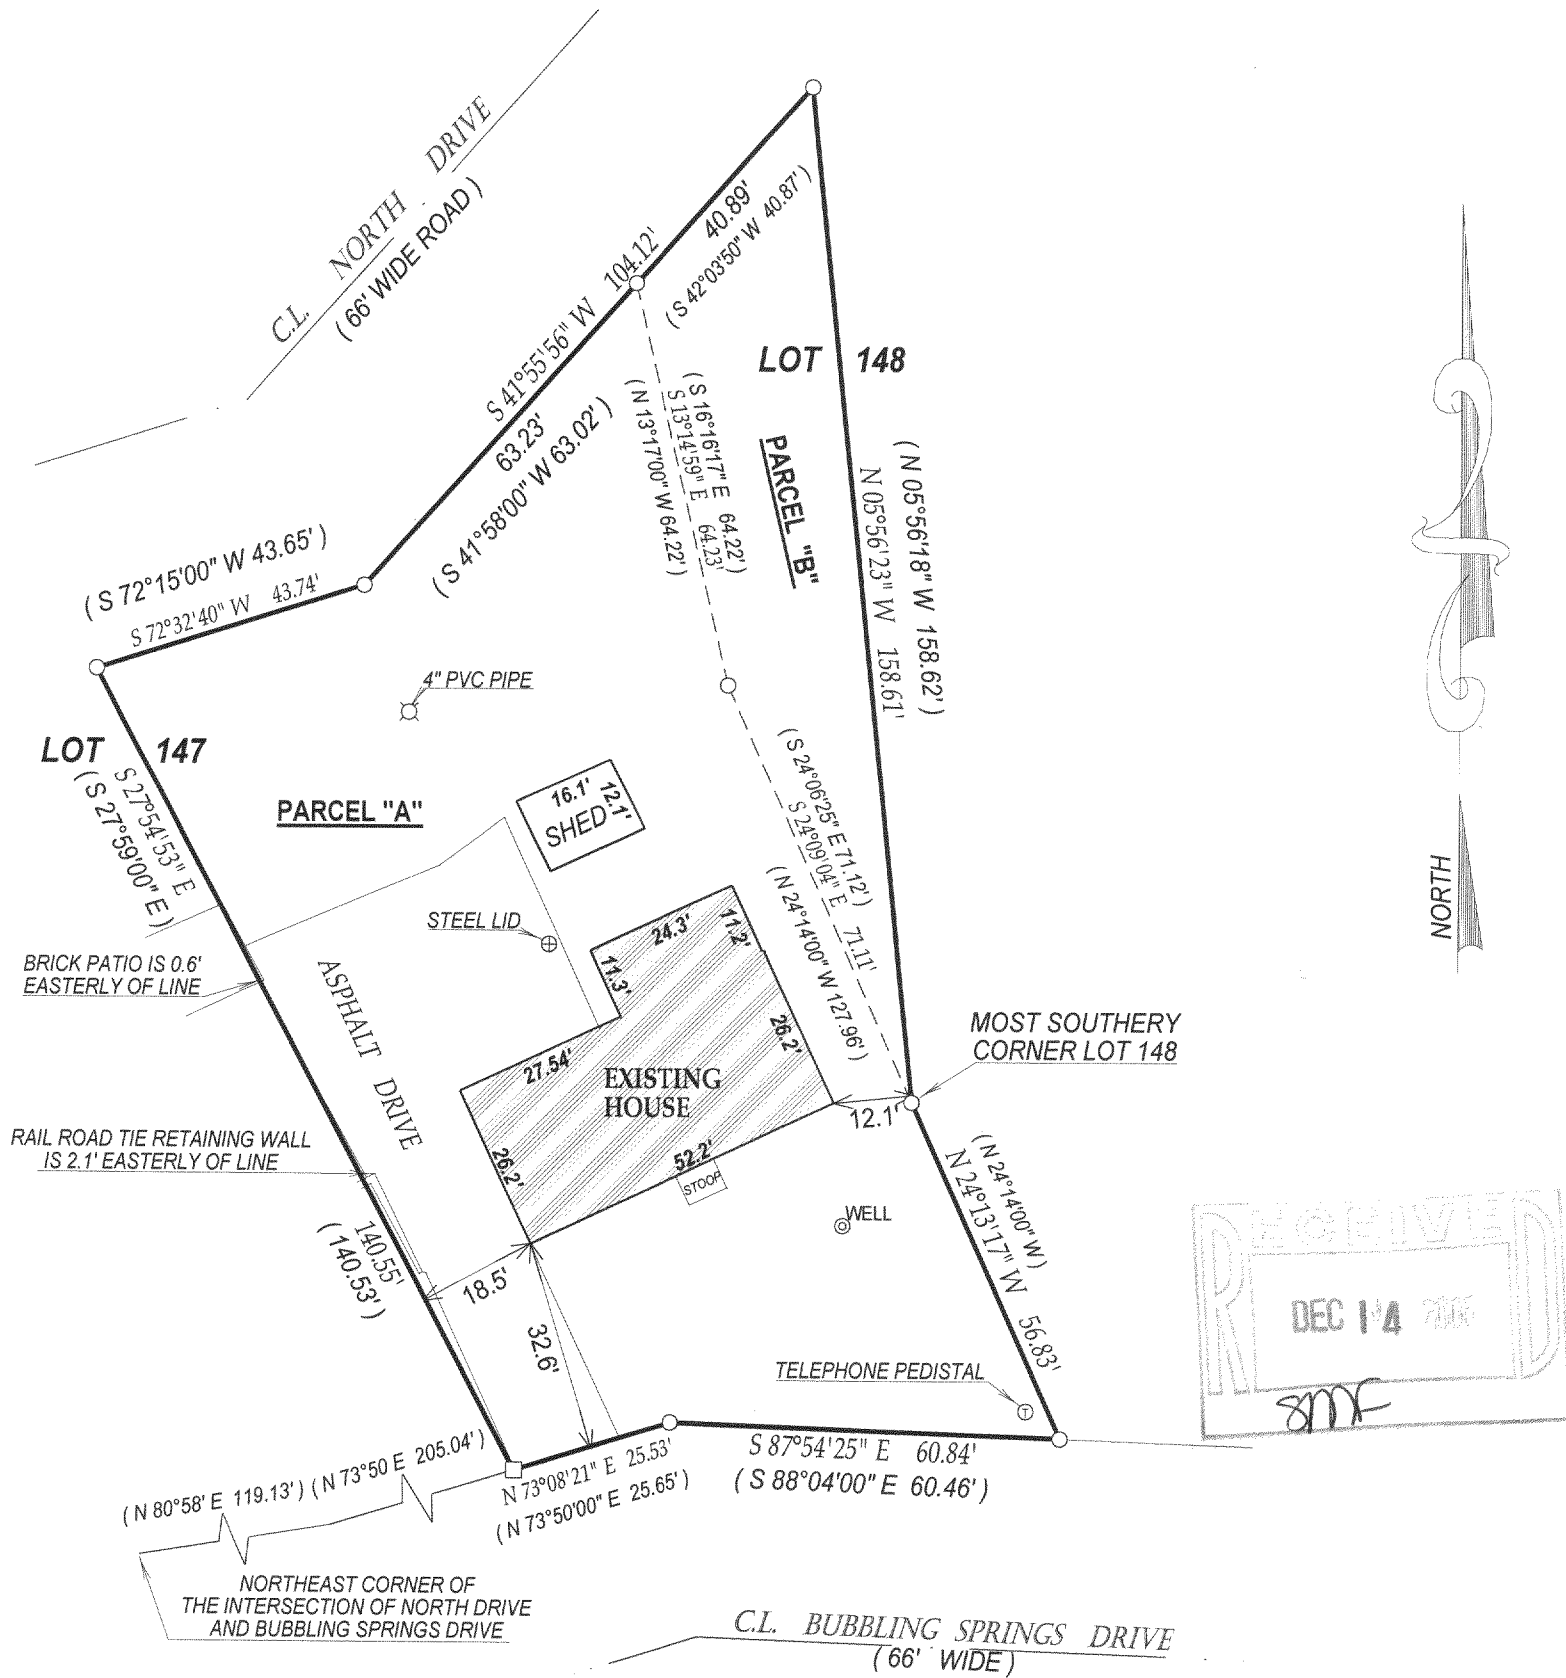 C.L. NORTH DRIVE
( 66' WIDE ROAD )
40.89'
( S 42°03'50" W 40.87' )
S 41°55'56" W 104.12'
63.23'
( S 41°58'00" W 63.02' )
LOT 148
( S 16°16'17" E 64.22' )
S 13°14'59" E 64.23'
( N 13°17'00" W 64.22' )
PARCEL "B"
( N 05°56'18" W 158.62' )
N 05°56'23" W 158.61'
( S 72°15'00" W 43.65' )
S 72°32'40" W 43.74'
4" PVC PIPE
LOT 147
S 27°54'53" E
( S 27°59'00" E )
PARCEL "A"
16.1'
12.1'
SHED
( S 24°06'25" E 71.12' )
S 24°09'04" E 71.11'
( N 24°14'00" W 127.96' )
NORTH
STEEL LID
24.3'
11.2'
11.3'
26.2'
BRICK PATIO IS 0.6'
EASTERLY OF LINE
ASPHALT DRIVE
27.54'
EXISTING
HOUSE
MOST SOUTHERY
CORNER LOT 148
12.1'
RAIL ROAD TIE RETAINING WALL
IS 2.1' EASTERLY OF LINE
26.2'
52.2'
STOOP
WELL
( N 24°14'00" W )
N 24°13'17" W 56.83'
140.55'
( 140.53' )
18.5'
32.6'
RECEIVED
DEC 14
TELEPHONE PEDISTAL
T
S 87°54'25" E 60.84'
( S 88°04'00" E 60.46' )
N 73°08'21" E 25.53'
( N 73°50'00" E 25.65' )
( N 80°58' E 119.13' ) ( N 73°50 E 205.04' )
NORTHEAST CORNER OF
THE INTERSECTION OF NORTH DRIVE
AND BUBBLING SPRINGS DRIVE
C.L. BUBBLING SPRINGS DRIVE
( 66' WIDE )